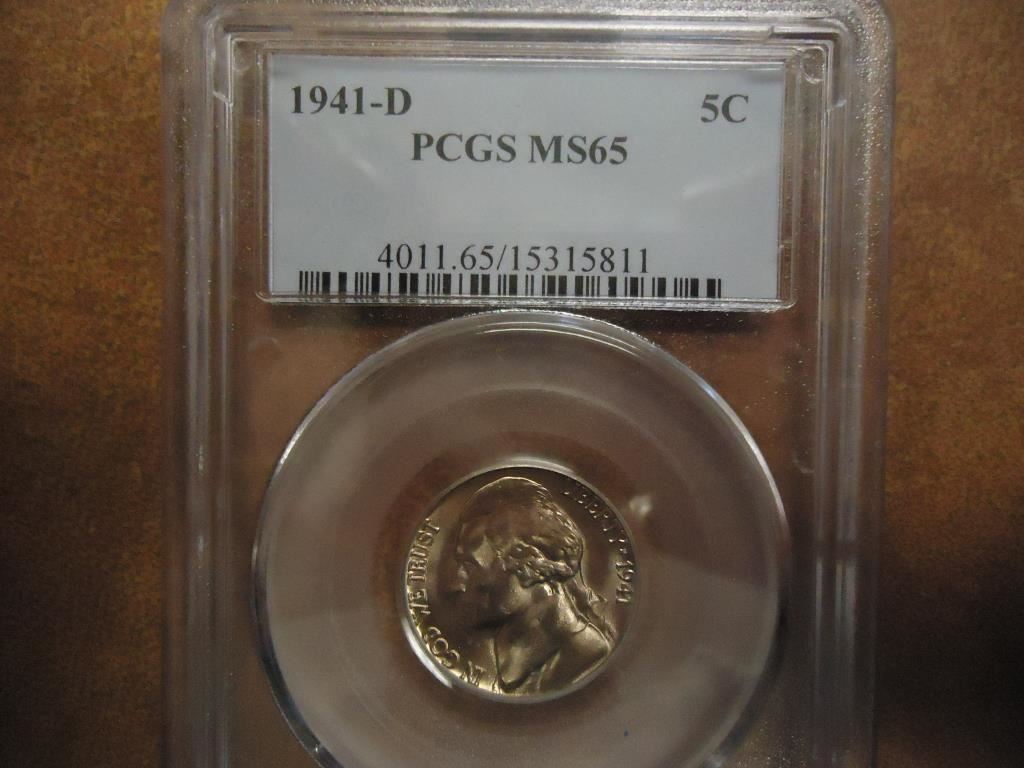 1941-D 5C
PCGS MS65
4011.65/15315811
IN GOD WE TRUST
LIBERTY 1941